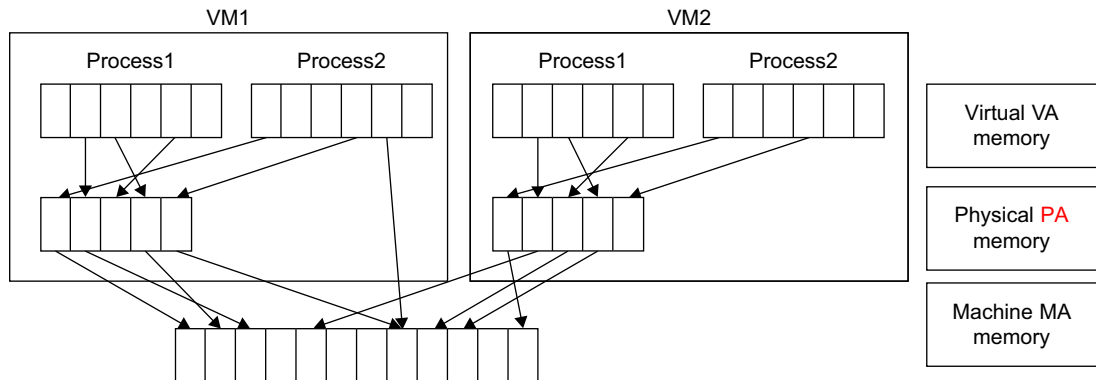 VM1
VM2
Process1
Process2
Process1
Process2
Virtual VA
memory
Physical PA
memory
Machine MA
memory